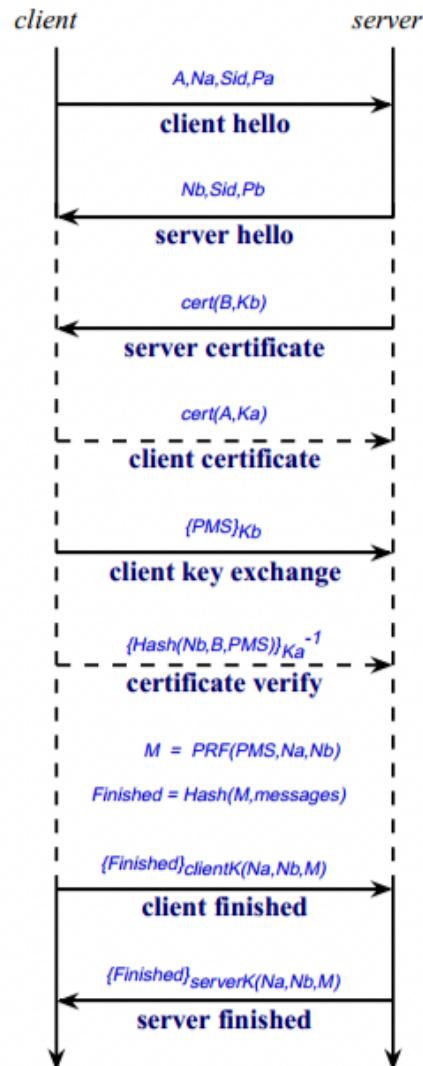 client server
A,Na,Sid,Pa
client hello
Nb,Sid,Pb
server hello
cert(B,Kb)
server certificate
cert(A,Ka)
client certificate
{PMS}Kb
client key exchange
{Hash(Nb,B,PMS)}Ka-1
certificate verify
M = PRF(PMS,Na,Nb)
Finished = Hash(M,messages)
{Finished}clientK(Na,Nb,M)
client finished
{Finished}serverK(Na,Nb,M)
server finished